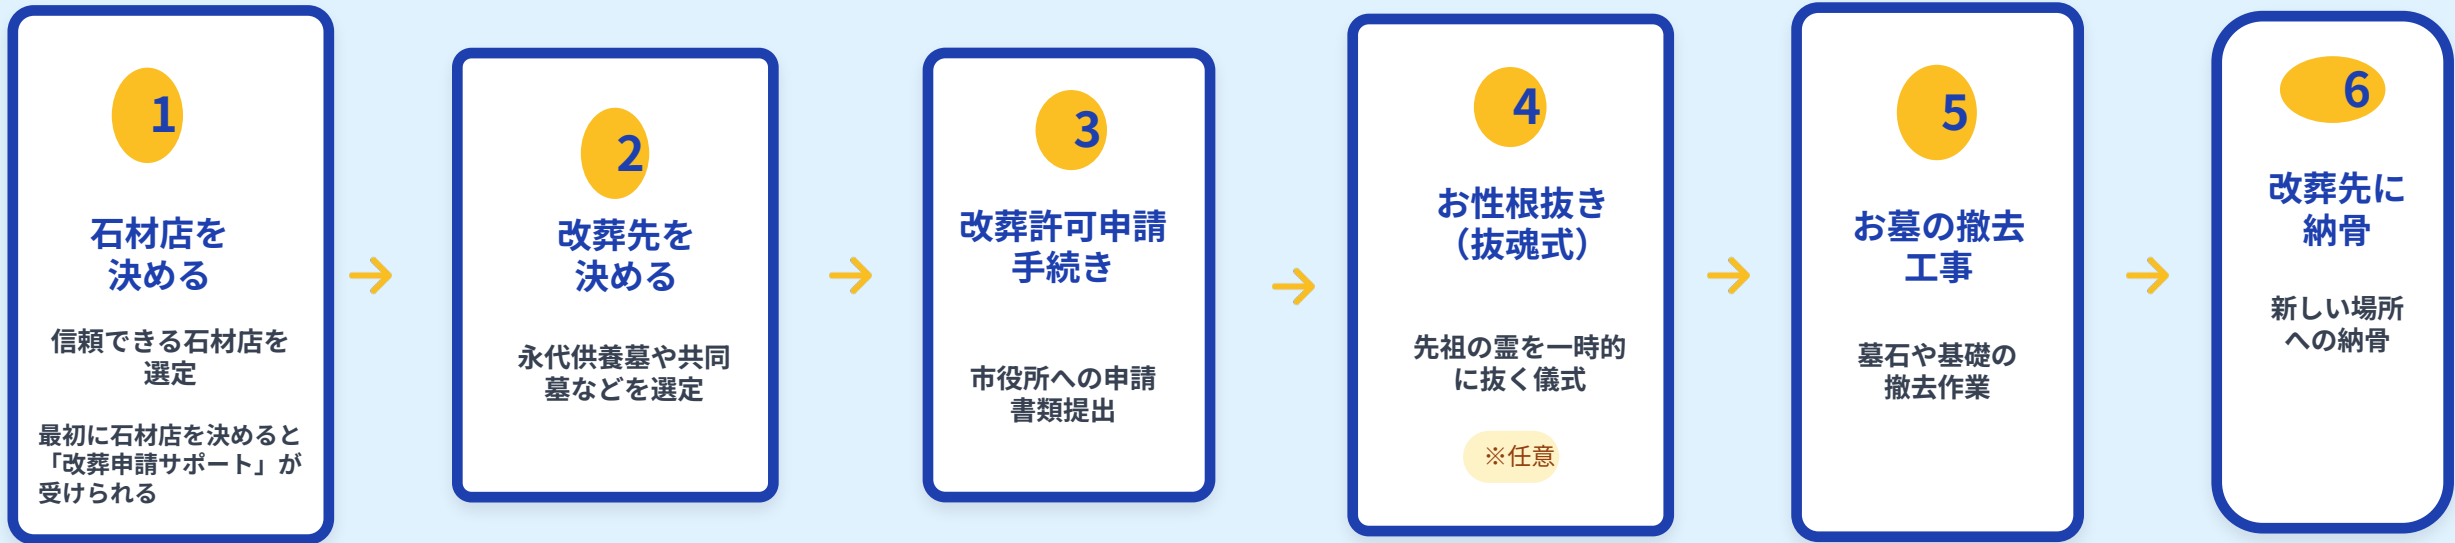 1
石材店を
決める
信頼できる石材店を
選定
最初に石材店を決めると
「改葬申請サポート」が
受けられる
2
改葬先を
決める
永代供養墓や共同
墓などを選定
3
改葬許可申請
手続き
市役所への申請
書類提出
4
お性根抜き
（抜魂式）
先祖の霊を一時的
に抜く儀式
※任意
5
お墓の撤去
工事
墓石や基礎の
撤去作業
6
改葬先に
納骨
新しい場所
への納骨